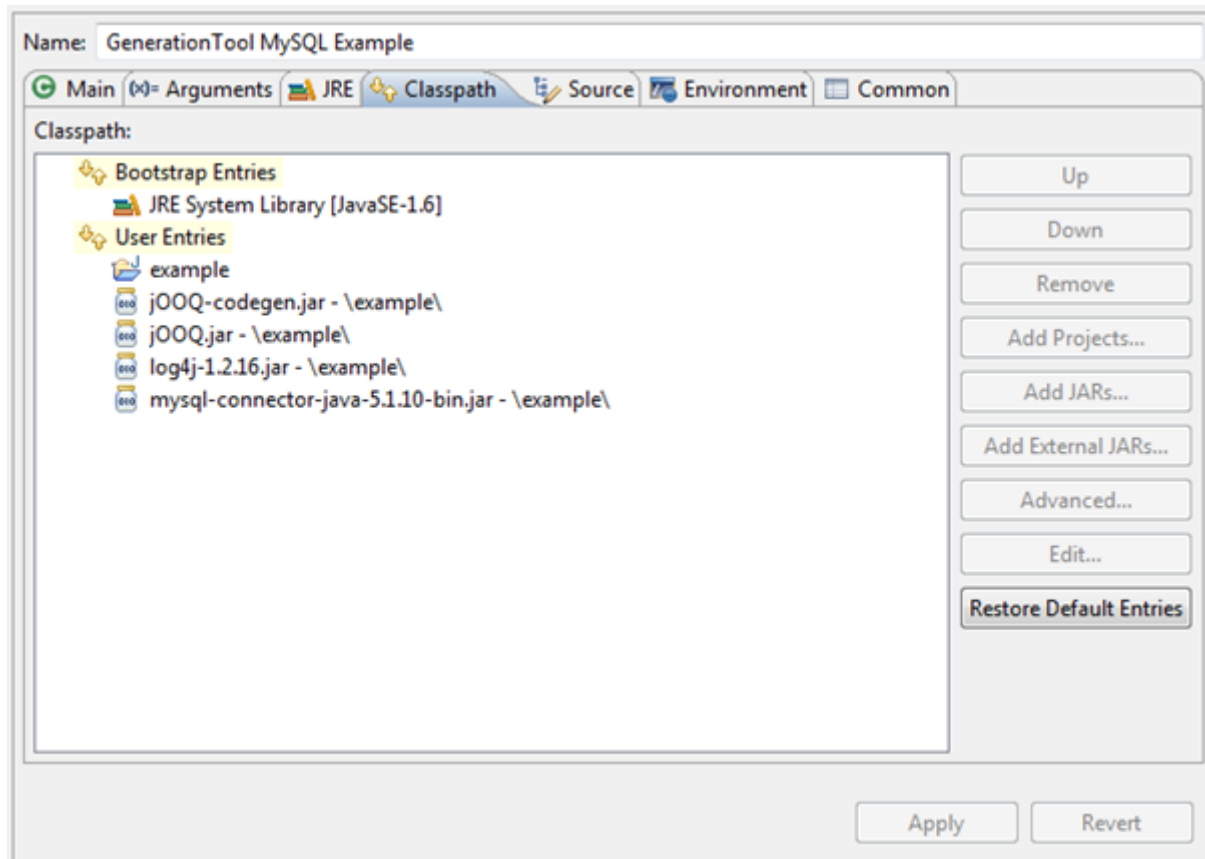 Name: GenerationTool MySQL Example
Main (x)= Arguments JRE Classpath Source Environment Common
Classpath:
Bootstrap Entries
JRE System Library [JavaSE-1.6]
User Entries
example
jOOQ-codegen.jar - \example\
jOOQ.jar - \example\
log4j-1.2.16.jar - \example\
mysql-connector-java-5.1.10-bin.jar - \example\
Up
Down
Remove
Add Projects...
Add JARs...
Add External JARs...
Advanced...
Edit...
Restore Default Entries
Apply Revert